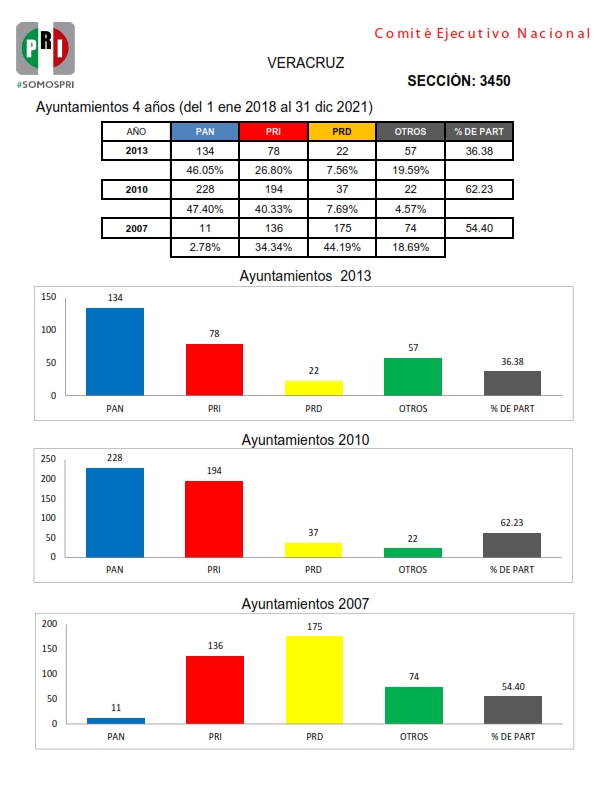 Comité Ejecutivo Nacional
PRI
#SOMOSPRI
VERACRUZ
SECCIÓN: 3450
Ayuntamientos 4 años (del 1 ene 2018 al 31 dic 2021)
AÑO PAN PRI PRD OTROS % DE PART
2013 134 78 22 57 36.38
46.05% 26.80% 7.56% 19.59%
2010 228 194 37 22 62.23
47.40% 40.33% 7.69% 4.57%
2007 11 136 175 74 54.40
2.78% 34.34% 44.19% 18.69%
Ayuntamientos 2013
150
100
50
0
134 78 22 57 36.38
PAN PRI PRD OTROS % DE PART
Ayuntamientos 2010
250
200
150
100
50
0
228 194 37 22 62.23
PAN PRI PRD OTROS % DE PART
Ayuntamientos 2007
200
150
100
50
0
11 136 175 74 54.40
PAN PRI PRD OTROS % DE PART